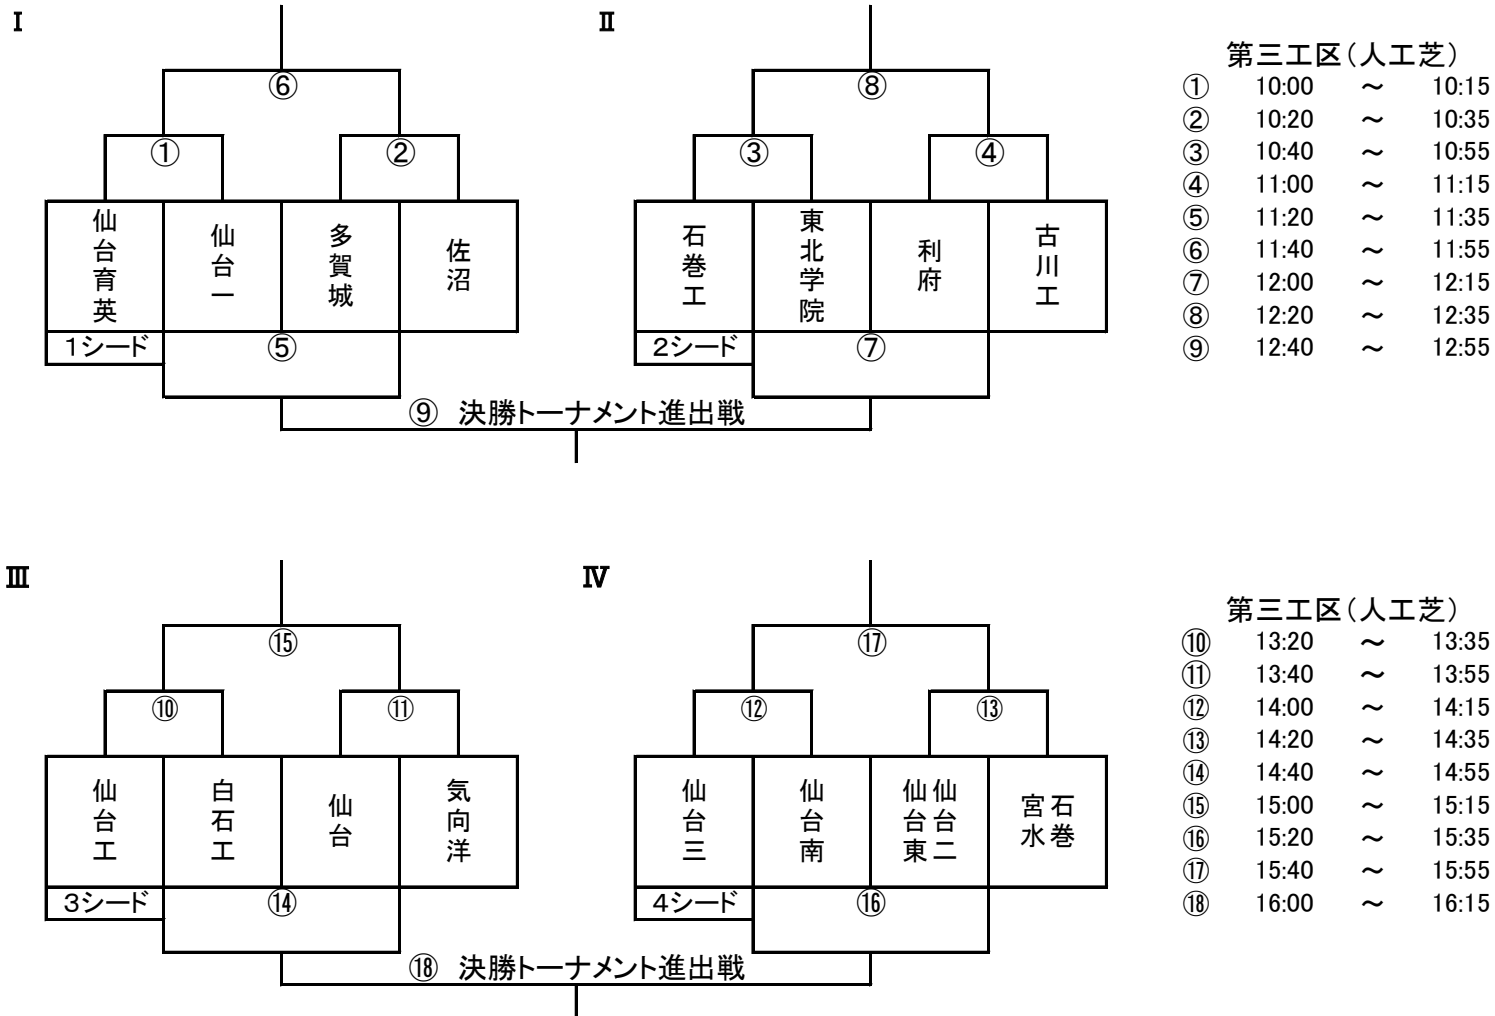 Ⅰ
Ⅱ
⑥
⑧
①
②
③
④
仙台育英
仙台一
多賀城
佐沼
石巻工
東北学院
利府
古川工
1シード
⑤
2シード
⑦
⑨ 決勝トーナメント進出戦
第三工区(人工芝)
① 10:00 ～ 10:15
② 10:20 ～ 10:35
③ 10:40 ～ 10:55
④ 11:00 ～ 11:15
⑤ 11:20 ～ 11:35
⑥ 11:40 ～ 11:55
⑦ 12:00 ～ 12:15
⑧ 12:20 ～ 12:35
⑨ 12:40 ～ 12:55
Ⅲ
Ⅳ
⑮
⑰
⑩
⑪
⑫
⑬
仙台工
白石工
仙台
気向洋
仙台三
仙台南
仙台二
仙台東
石巻
宮水
3シード
⑭
4シード
⑯
⑱ 決勝トーナメント進出戦
第三工区(人工芝)
⑩ 13:20 ～ 13:35
⑪ 13:40 ～ 13:55
⑫ 14:00 ～ 14:15
⑬ 14:20 ～ 14:35
⑭ 14:40 ～ 14:55
⑮ 15:00 ～ 15:15
⑯ 15:20 ～ 15:35
⑰ 15:40 ～ 15:55
⑱ 16:00 ～ 16:15